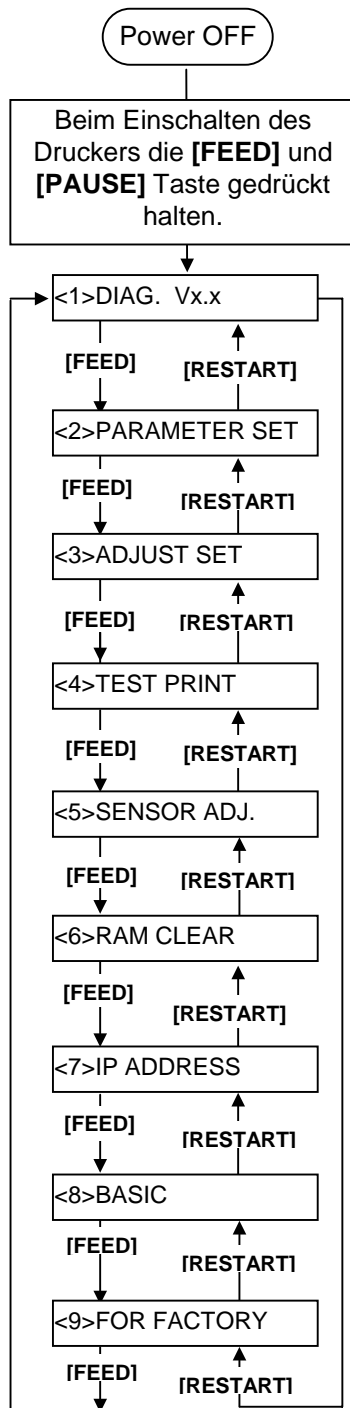 Power OFF
Beim Einschalten des
Druckers die [FEED] und
[PAUSE] Taste gedrückt
halten.
<1>DIAG. Vx.x
[FEED] [RESTART]
<2>PARAMETER SET
[FEED] [RESTART]
<3>ADJUST SET
[FEED] [RESTART]
<4>TEST PRINT
[FEED] [RESTART]
<5>SENSOR ADJ.
[FEED] [RESTART]
<6>RAM CLEAR
[FEED] [RESTART]
<7>IP ADDRESS
[FEED] [RESTART]
<8>BASIC
[FEED] [RESTART]
<9>FOR FACTORY
[FEED] [RESTART]